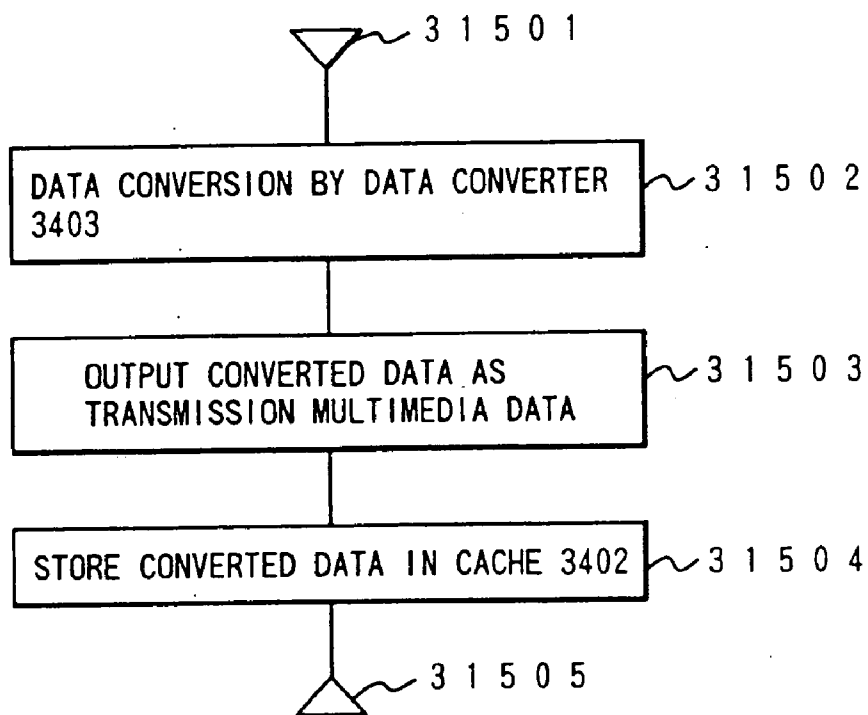 31501
DATA CONVERSION BY DATA CONVERTER
3403
31502
OUTPUT CONVERTED DATA AS
TRANSMISSION MULTIMEDIA DATA
31503
STORE CONVERTED DATA IN CACHE 3402
31504
31505